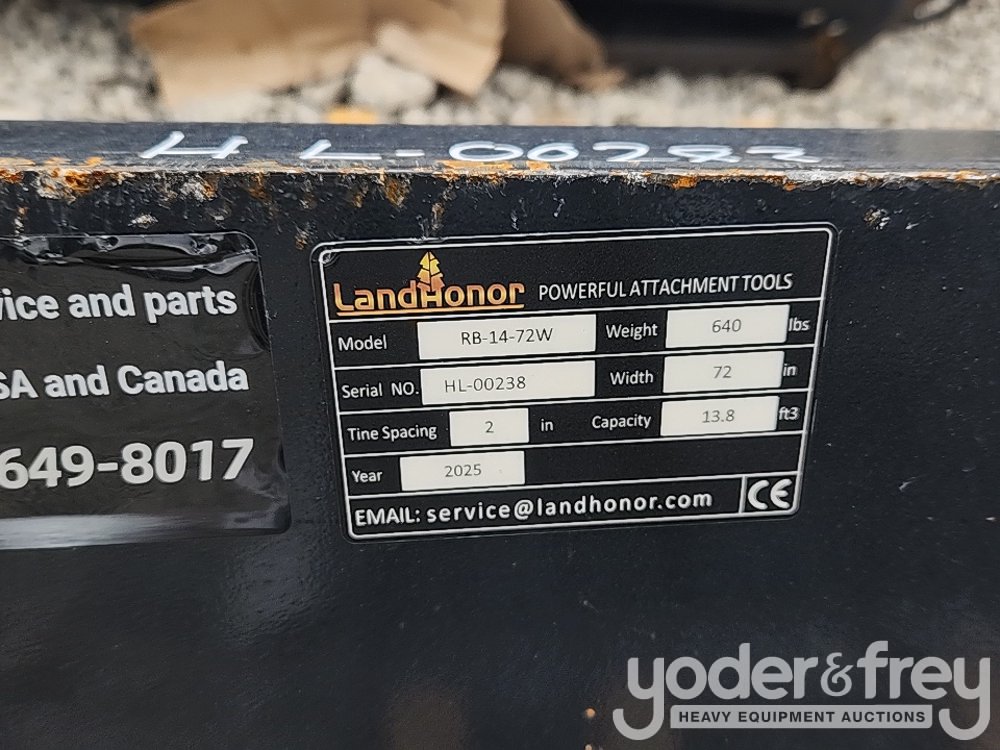 HL-00283
vice and parts
SA and Canada
649-8017
LandHonor POWERFUL ATTACHMENT TOOLS
Model RB-14-72W Weight 640 lbs
Serial NO. HL-00238 Width 72 in
Tine Spacing 2 in Capacity 13.8 ft3
Year 2025
EMAIL: service@landhonor.com CE
yoder&frey
HEAVY EQUIPMENT AUCTIONS